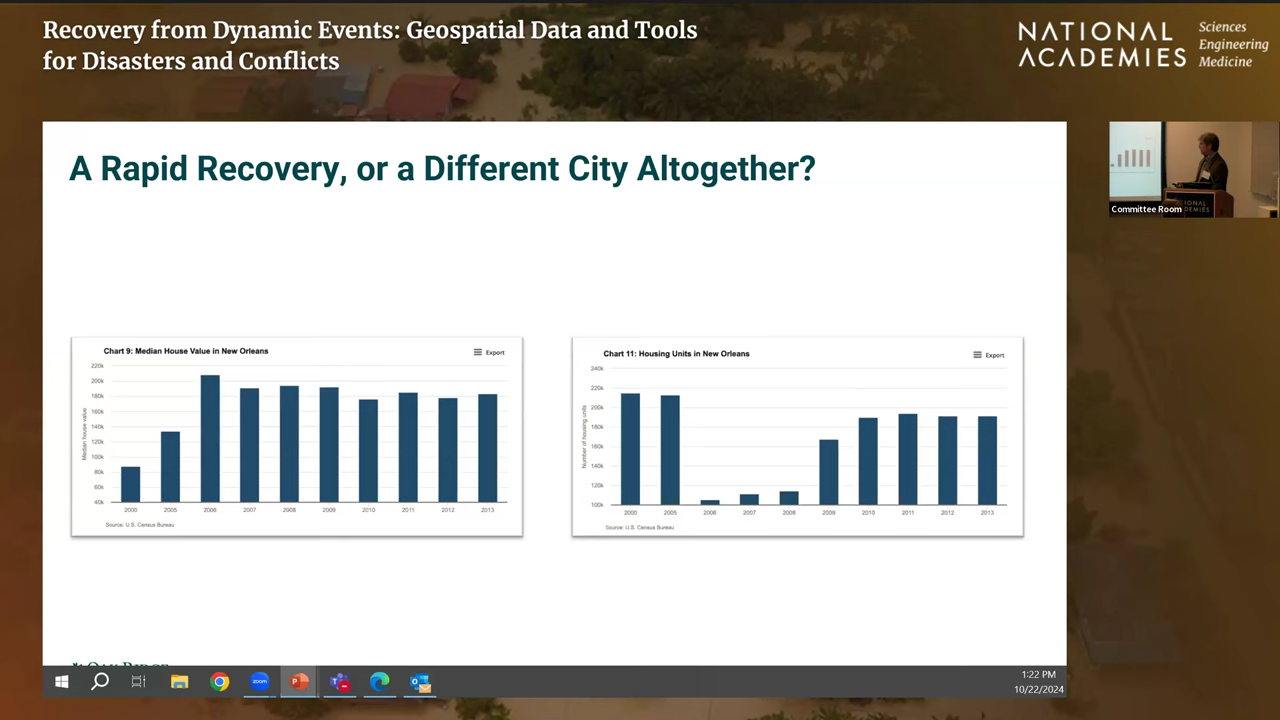 Recovery from Dynamic Events: Geospatial Data and Tools
for Disasters and Conflicts
NATIONAL
ACADEMIES
Sciences
Engineering
Medicine
A Rapid Recovery, or a Different City Altogether?
Committee Room
Chart 9: Median House Value in New Orleans
Export
Median house value
220k
200k
180k
160k
140k
120k
100k
80k
60k
40k
2000 2005 2006 2007 2008 2009 2010 2011 2012 2013
Source: U.S. Census Bureau
Chart 11: Housing Units in New Orleans
Export
Number of housing units
240k
220k
200k
180k
160k
140k
120k
100k
2000 2005 2006 2007 2008 2009 2010 2011 2012 2013
Source: U.S. Census Bureau
zoom
1:22 PM
10/22/2024